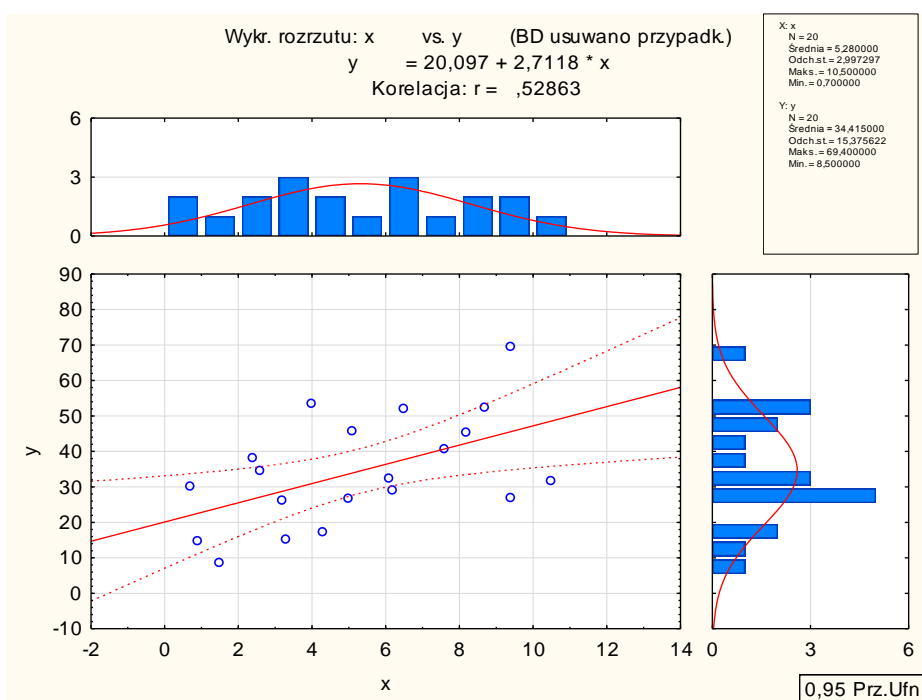 Wykr. rozrzutu: x vs. y (BD usuwano przypadk.)
y = 20,097 + 2,7118 * x
Korelacja: r = ,52863
X: x
N = 20
Średnia = 5,280000
Odch.st. = 2,997297
Maks. = 10,500000
Min. = 0,700000
Y: y
N = 20
Średnia = 34,415000
Odch.st. = 15,375622
Maks. = 69,400000
Min. = 8,500000
6
3
0
90
80
70
60
50
40
30
20
10
0
-10
y
-2 0 2 4 6 8 10 12 14
x
0 3 6
0,95 Prz.Ufn